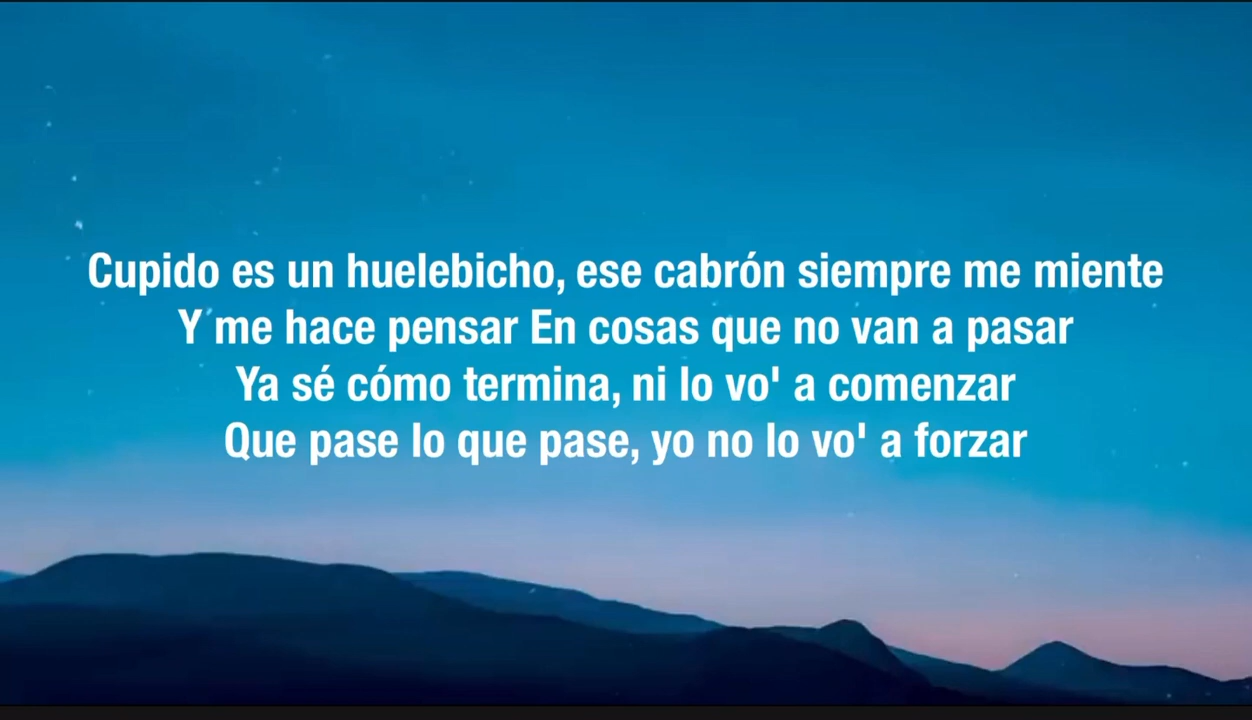 Cupido es un huelebicho, ese cabrón siempre me miente
Y me hace pensar En cosas que no van a pasar
Ya sé cómo termina, ni lo vo' a comenzar
Que pase lo que pase, yo no lo vo' a forzar